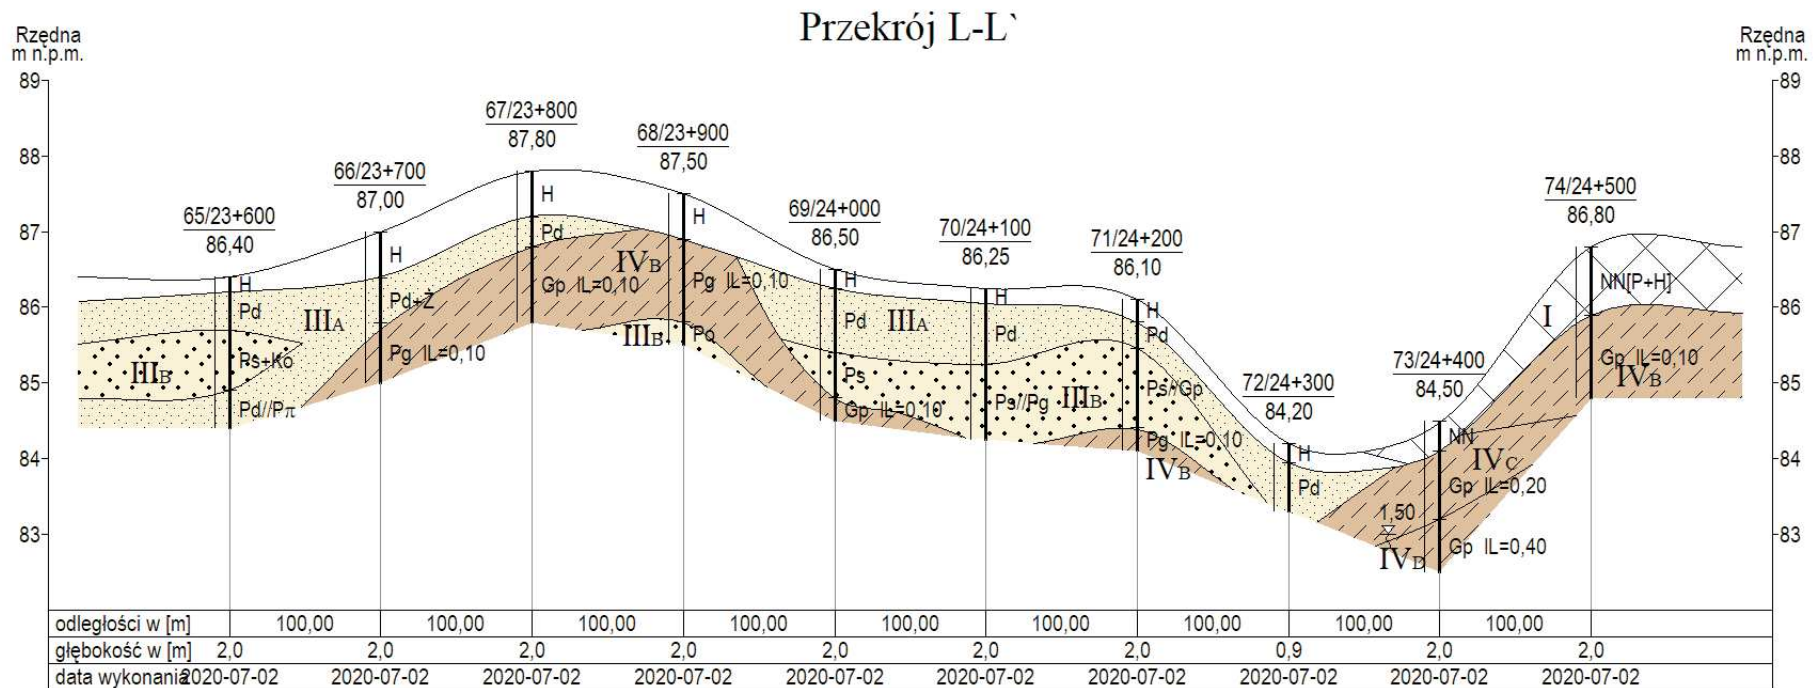 Przekrój L-L`
Rzędna
m n.p.m.
Rzędna
m n.p.m.
89
89
67/23+800
87,80
68/23+900
87,50
88
88
66/23+700
87,00
74/24+500
86,80
65/23+600
86,40
69/24+000
86,50
70/24+100
86,25
71/24+200
86,10
H
H
87
87
H
Pd
IVB
H
Gp IL=0,10
Pg IL=0,10
H
NN[P+H]
86
86
H
H
Pd
IIIA
Pd+Ż
Pd
IIIA
Pd
Pd
I
IIIB
Pg IL=0,10
IIIB
Ps+Ko
Ps
Ps//Pg
IIIB
Ps//Gp
Gp IL=0,10
IVB
85
85
72/24+300
84,20
73/24+400
84,50
Pd//Pπ
Gp IL=0,10
Pg IL=0,10
IVB
NN
84
84
H
Pd
IVC
Gp IL=0,20
1,50
83
83
IVD
Gp IL=0,40
odległości w [m] 100,00 100,00 100,00 100,00 100,00 100,00 100,00 100,00 100,00
głębokość w [m] 2,0 2,0 2,0 2,0 2,0 2,0 2,0 0,9 2,0 2,0
data wykonania 2020-07-02 2020-07-02 2020-07-02 2020-07-02 2020-07-02 2020-07-02 2020-07-02 2020-07-02 2020-07-02 2020-07-02